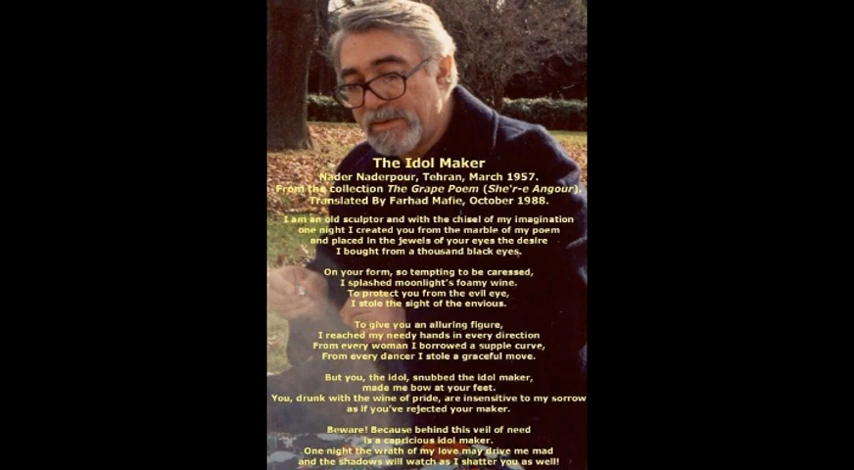 The Idol Maker
Nader Naderpour, Tehran, March 1957.
From the collection The Grape Poem (She'r-e Angour).
Translated By Farhad Mafie, October 1988.
I am an old sculptor and with the chisel of my imagination
one night I created you from the marble of my poem
and placed in the jewels of your eyes the desire
I bought from a thousand black eyes.
On your form, so tempting to be caressed,
I splashed moonlight's foamy wine.
To protect you from the evil eye,
I stole the sight of the envious.
To give you an alluring figure,
I reached my needy hands in every direction
From every woman I borrowed a supple curve,
From every dancer I stole a graceful move.
But you, the idol, snubbed the idol maker,
made me bow at your feet.
You, drunk with the wine of pride, are insensitive to my sorrow
as if you've rejected your maker.
Beware! Because behind this veil of need
is a capricious idol maker.
One night the wrath of my love may drive me mad
and the shadows will watch as I shatter you as well!